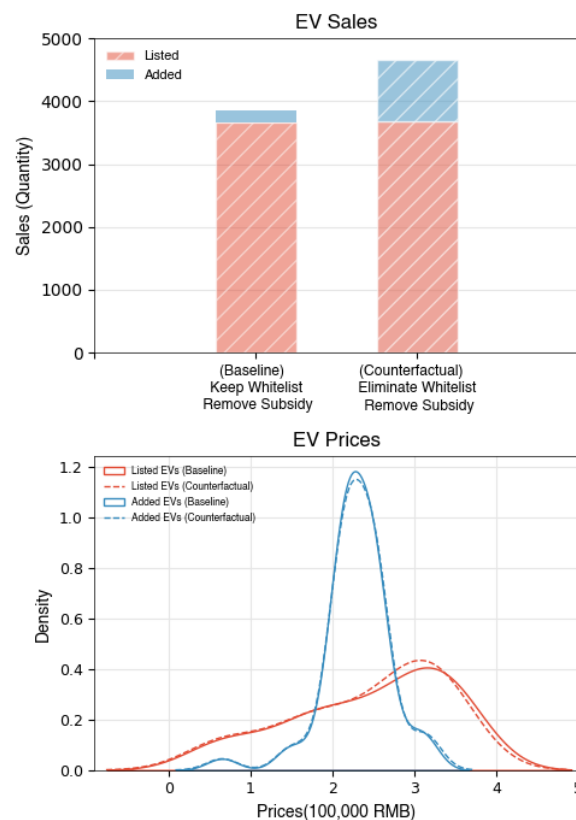 EV Sales
5000
4000
3000
2000
1000
0
Sales (Quantity)
Listed
Added
(Baseline)
Keep Whitelist
Remove Subsidy
(Counterfactual)
Eliminate Whitelist
Remove Subsidy
EV Prices
1.2
1.0
0.8
0.6
0.4
0.2
0.0
Density
Listed EVs (Baseline)
Listed EVs (Counterfactual)
Added EVs (Baseline)
Added EVs (Counterfactual)
0 1 2 3 4 5
Prices(100,000 RMB)